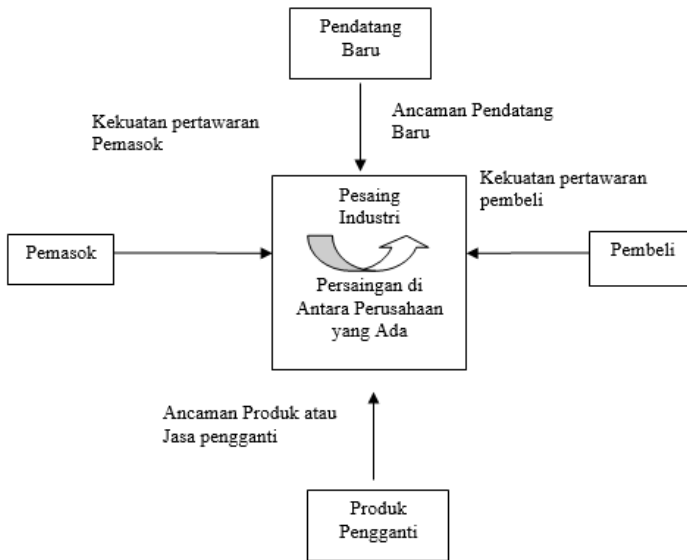 Pendatang
Baru
Kekuatan pertawaran
Pemasok
Ancaman Pendatang
Baru
Pesaing
Industri
Kekuatan pertawaran
pembeli
Pemasok
Pembeli
Persaingan di
Antara Perusahaan
yang Ada
Ancaman Produk atau
Jasa pengganti
Produk
Pengganti